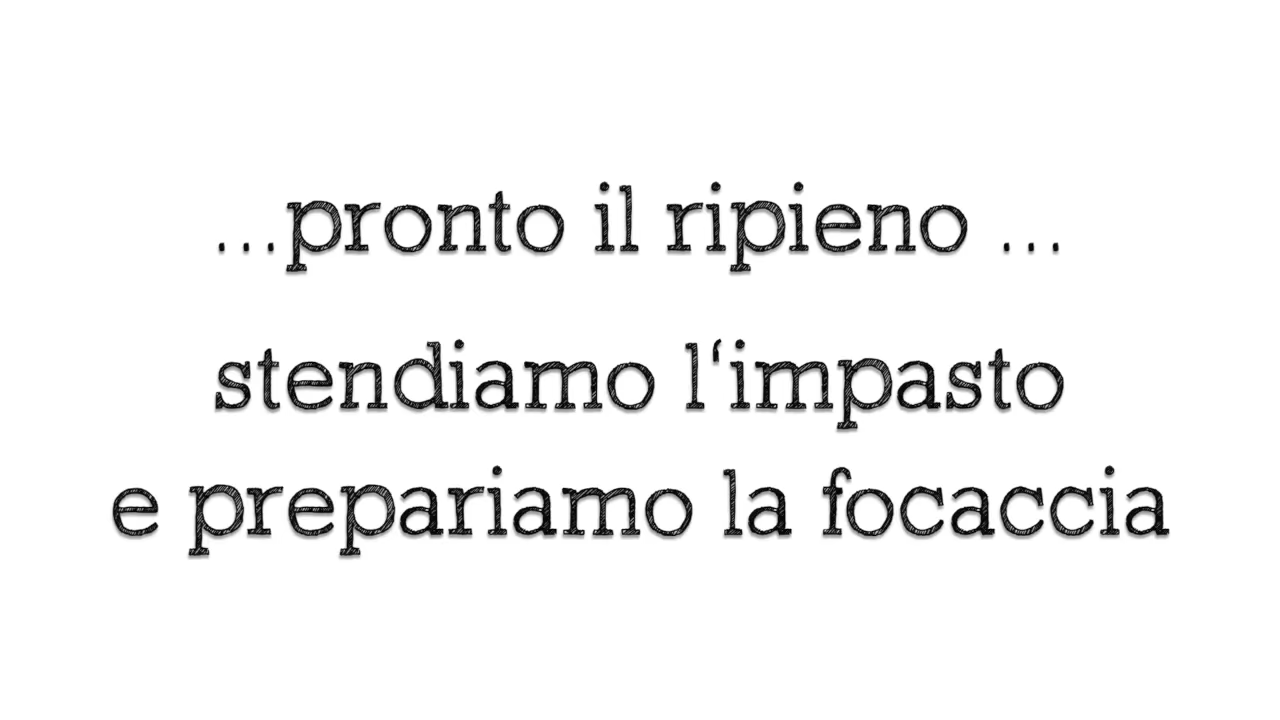 ...pronto il ripieno ...
stendiamo l'impasto
e prepariamo la focaccia